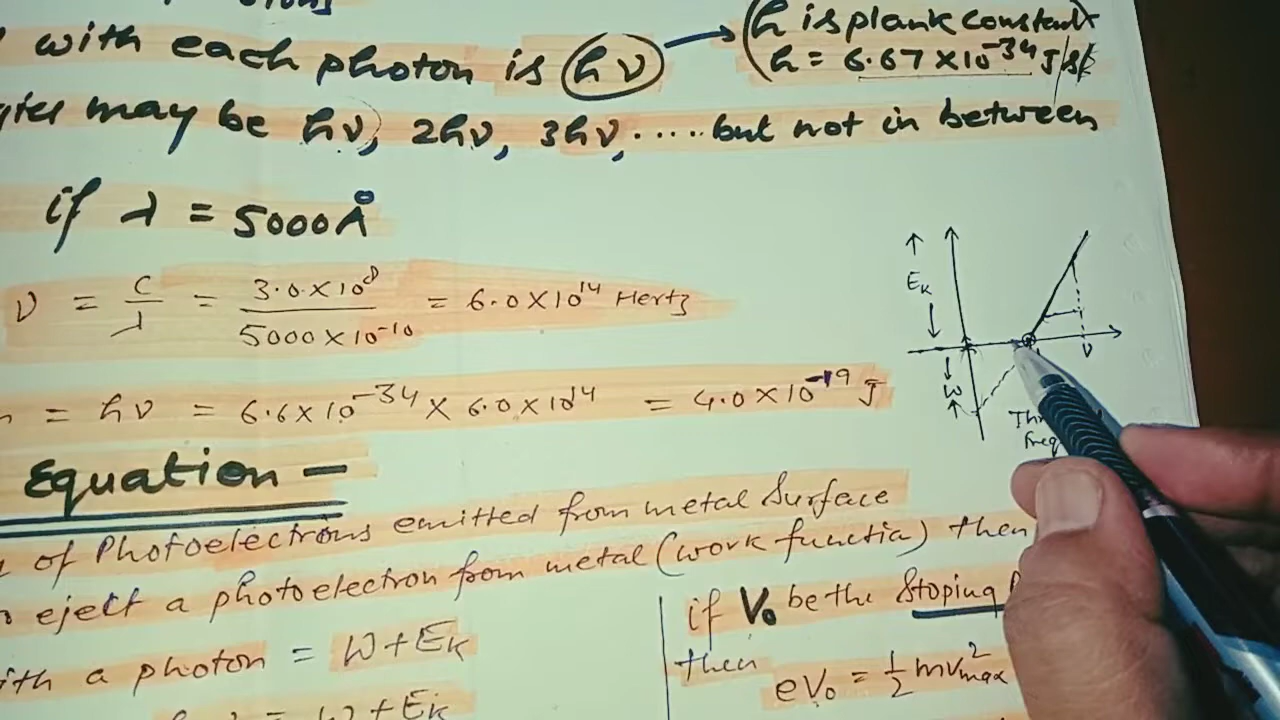 with each photon is hν → (h is plank constant
h = 6.67 × 10⁻³⁴ J/s
may be hν, 2hν, 3hν, ..... but not in between
if λ = 5000 Å
ν = c/λ = 3.0 × 10⁸ / 5000 × 10⁻¹⁰ = 6.0 × 10¹⁴ Hertz
= hν = 6.6 × 10⁻³⁴ × 6.0 × 10¹⁴ = 4.0 × 10⁻¹⁹ J
↑ Eₖ ↓
ν
↓ W ↑
Equation –
of Photoelectrons emitted from metal surface
eject a photoelectron from metal (work functia) then
with a photon = W + Eₖ
= W + Eₖ
if V₀ be the Stoping
then
eV₀ = ½ mv²max